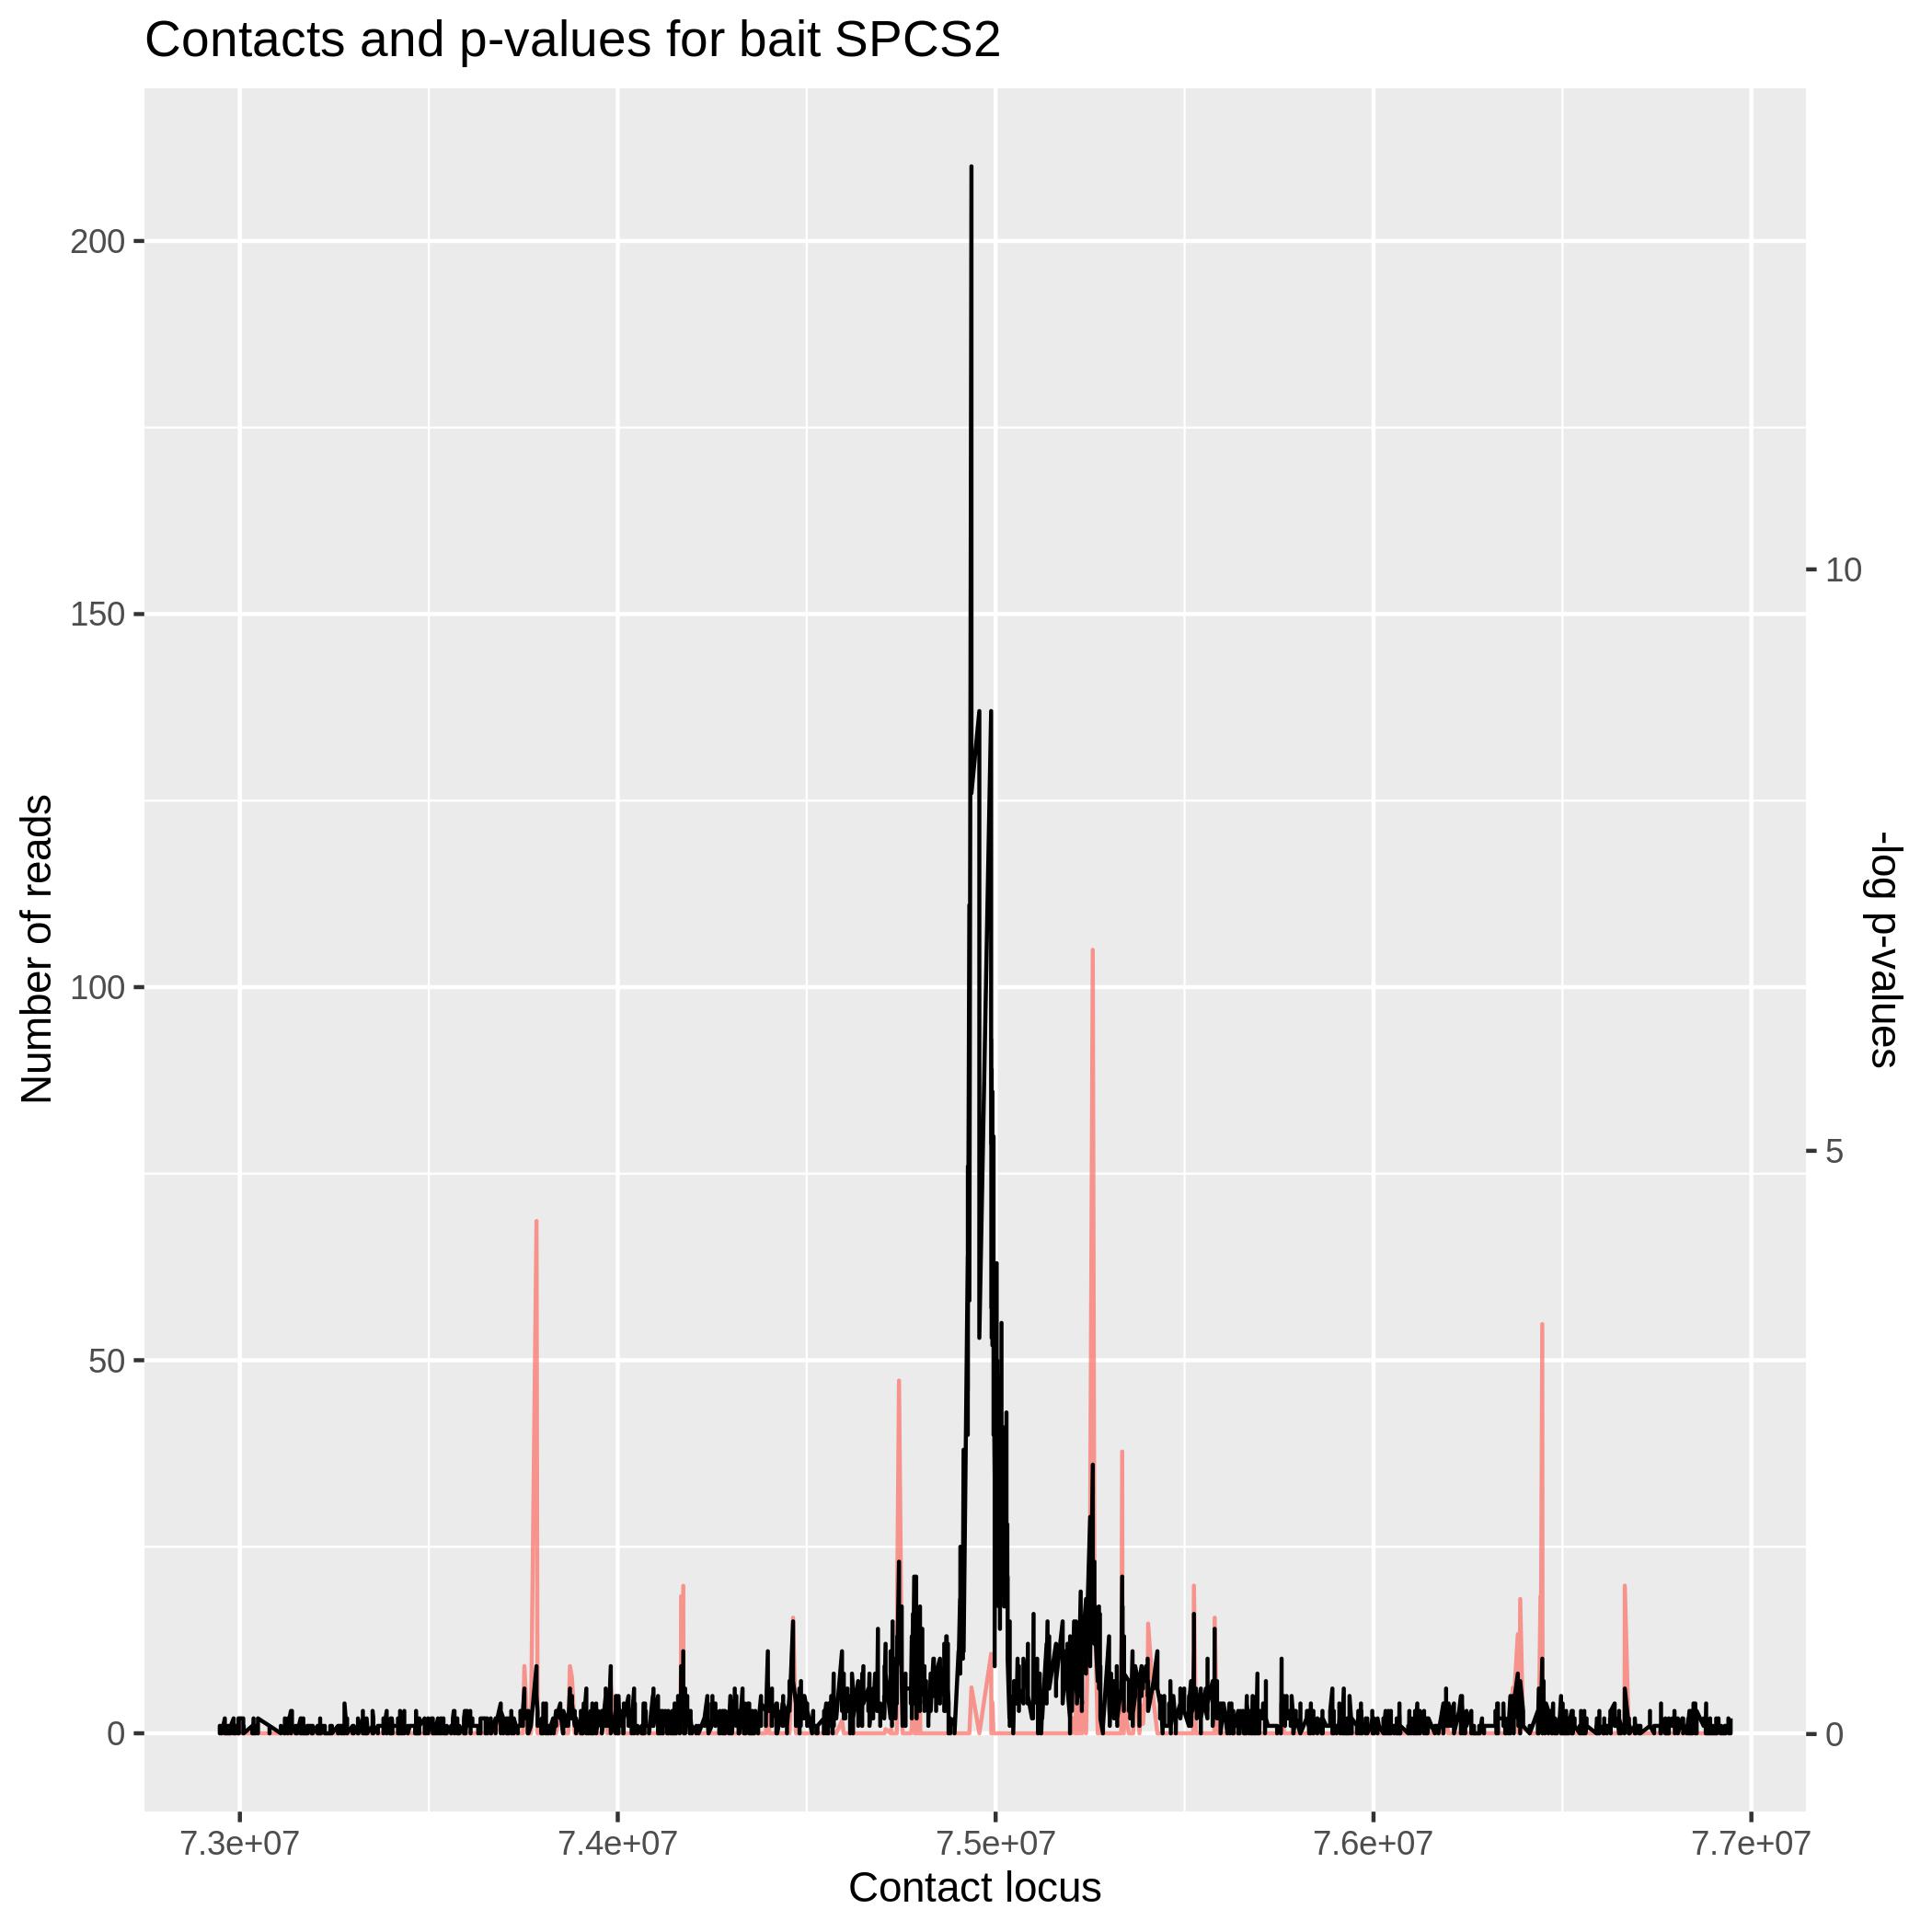 Contacts and p-values for bait SPCS2
200
150
100
50
0
Number of reads
10
5
0
-log p-values
7.3e+07
7.4e+07
7.5e+07
7.6e+07
7.7e+07
Contact locus